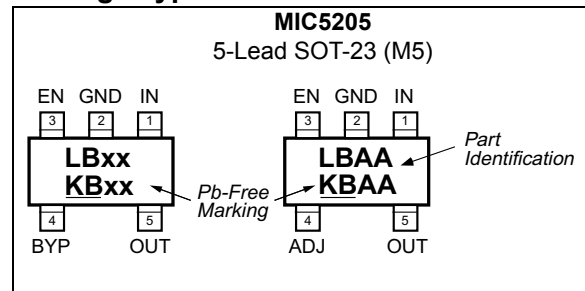 MIC5205
5-Lead SOT-23 (M5)
EN GND IN
3 2 1
LBxx
KBxx
4 5
BYP OUT
EN GND IN
3 2 1
LBAA
KBAA
4 5
ADJ OUT
Part
Identification
Pb-Free
Marking